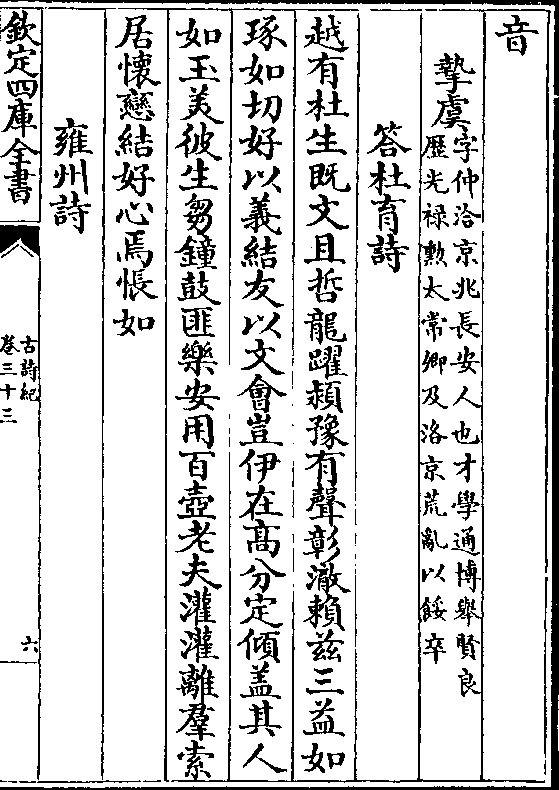 音
摯虞字仲洽京兆長安人也才學通博舉賢良
歴光禄勲太常卿及洛京荒亂以餒卒
答杜育詩
越有杜生既文且哲龍躍潁豫有聲彰澈賴兹三益如
琢如切好以義結友以文會豈伊在髙分定傾盖其人
如玉美彼生芻鐘鼓匪樂安用百壺老夫灌灌離羣索
居懷戀結好心焉悵如
雍州詩
欽定四庫全書
古詩紀
卷三十三
六